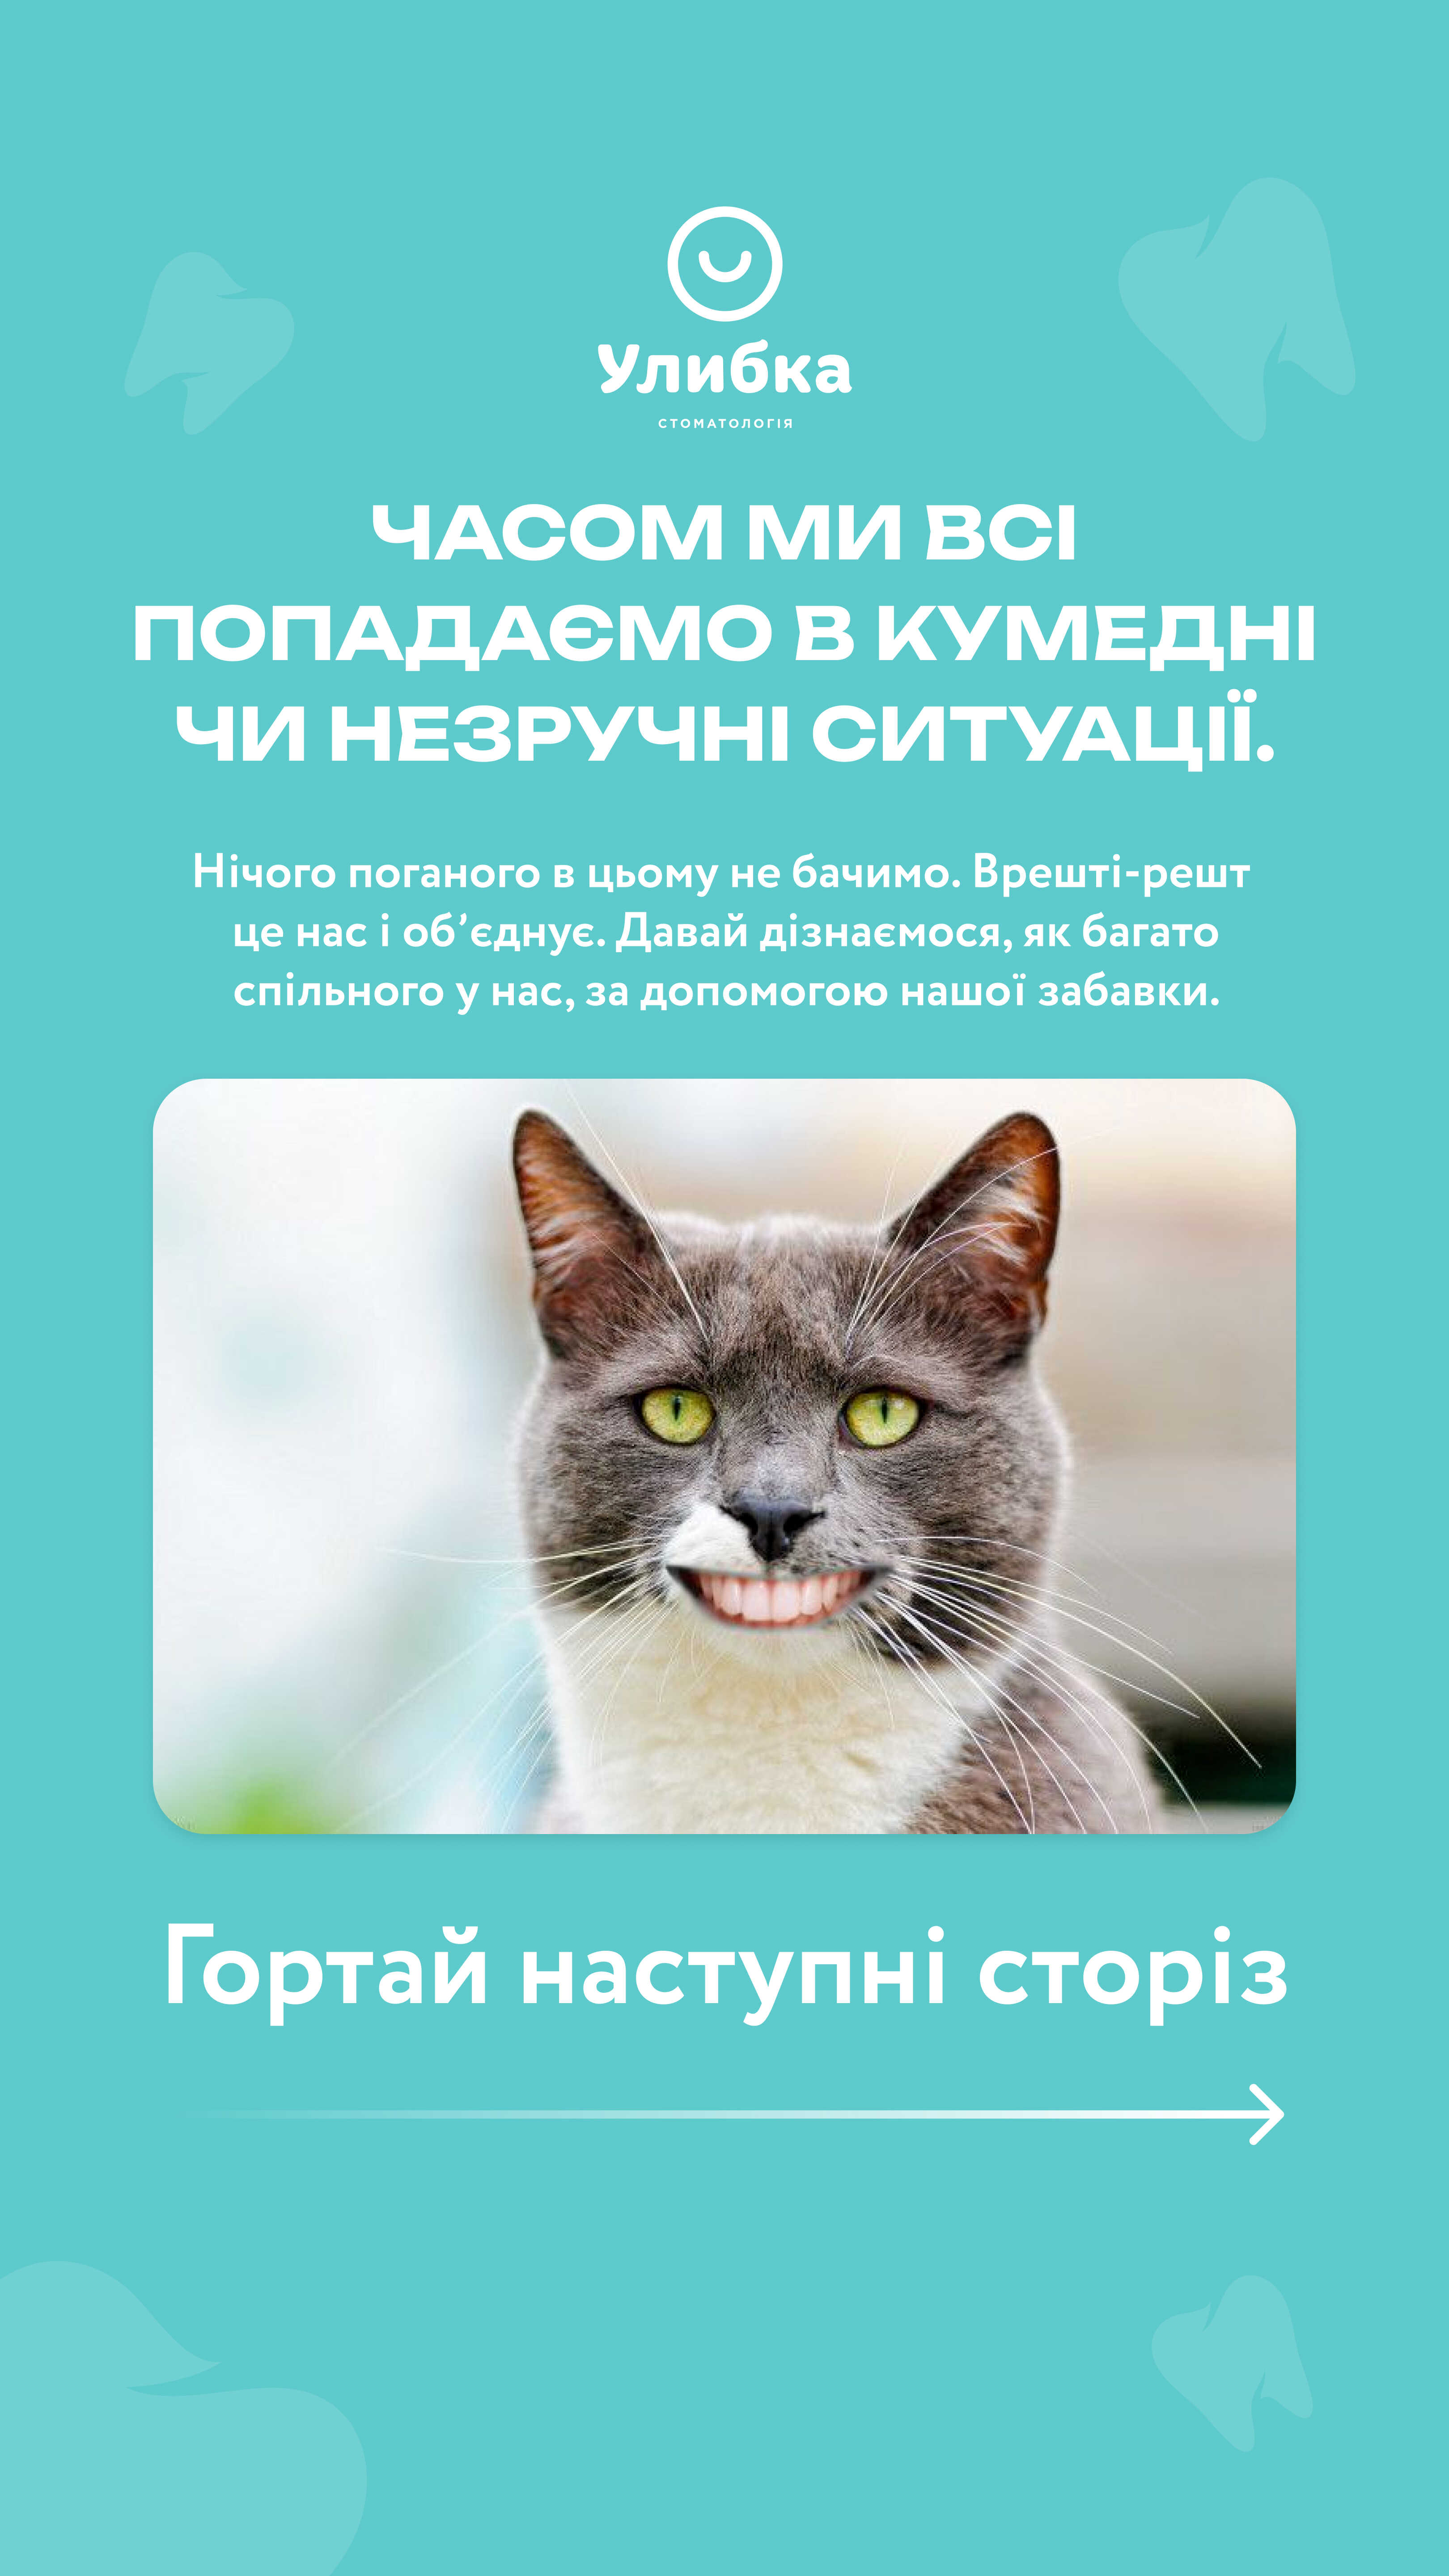 Улибка
СТОМАТОЛОГІЯ
ЧАСОМ МИ ВСІ
ПОПАДАЄМО В КУМЕДНІ
ЧИ НЕЗРУЧНІ СИТУАЦІЇ.
Нічого поганого в цьому не бачимо. Врешті-решт
це нас і об’єднує. Давай дізнаємося, як багато
спільного у нас, за допомогою нашої забавки.
Гортай наступні сторіз